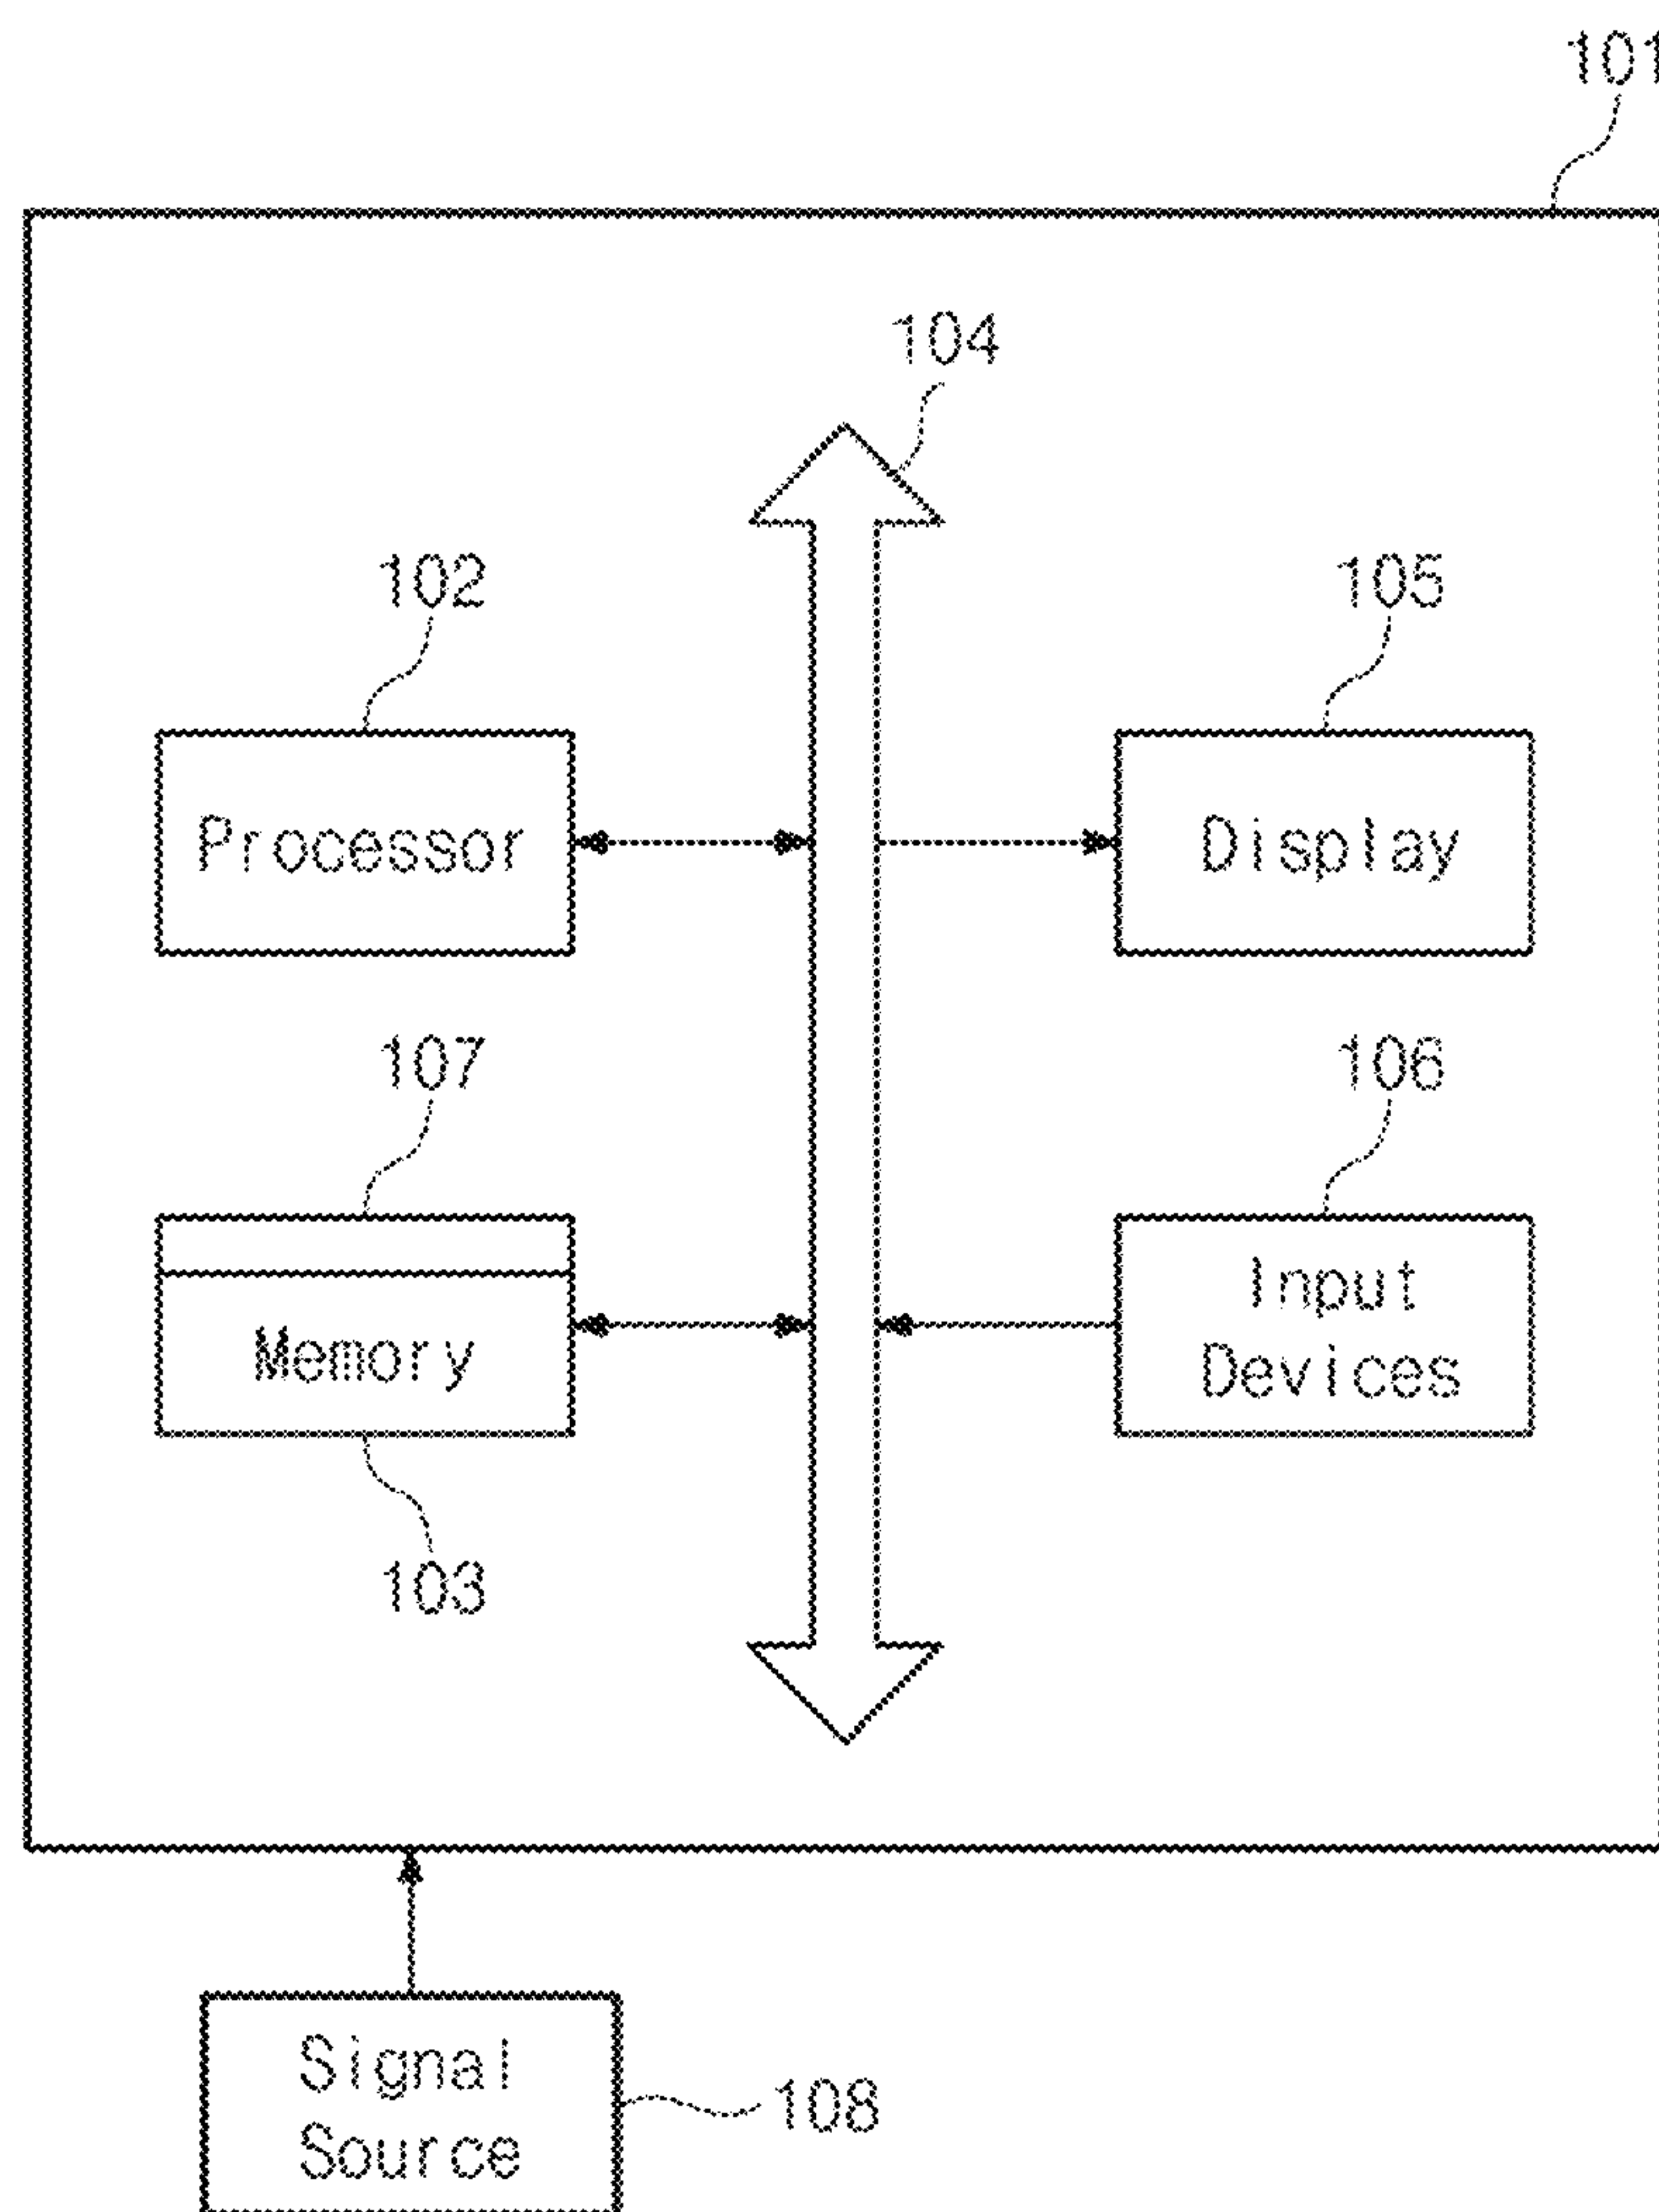 101
104
102
105
Processor
Display
107
106
Input
Devices
Memory
103
Signal
Source
108